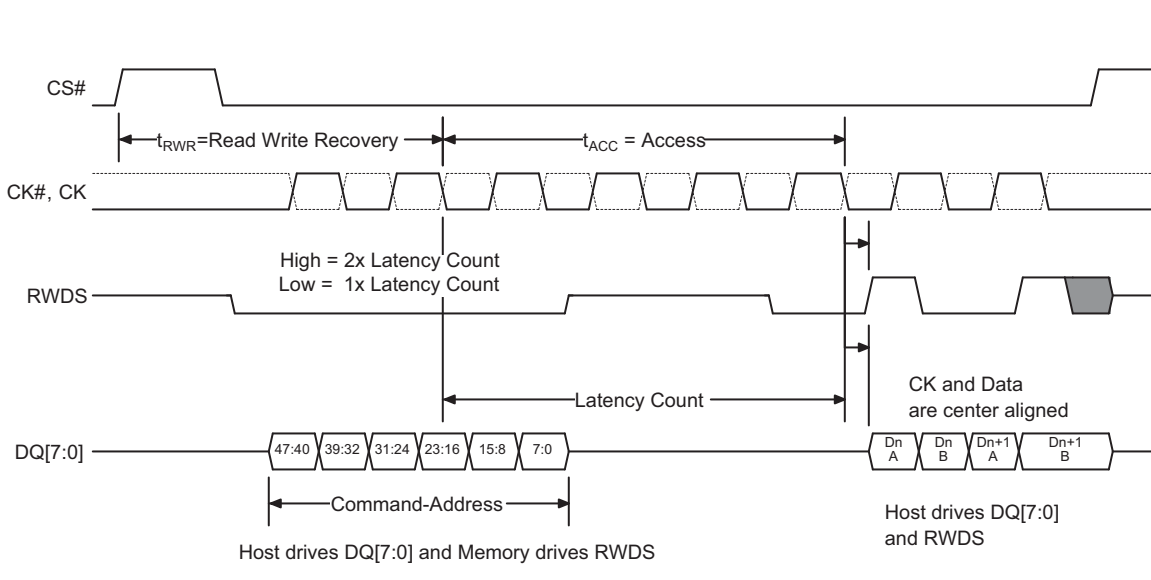 CS#
tRWR=Read Write Recovery
tACC = Access
CK#, CK
High = 2x Latency Count
Low = 1x Latency Count
RWDS
Latency Count
CK and Data
are center aligned
DQ[7:0]
47:40 39:32 31:24 23:16 15:8 7:0
Dn
A
Dn
B
Dn+1
A
Dn+1
B
Command-Address
Host drives DQ[7:0]
and RWDS
Host drives DQ[7:0] and Memory drives RWDS